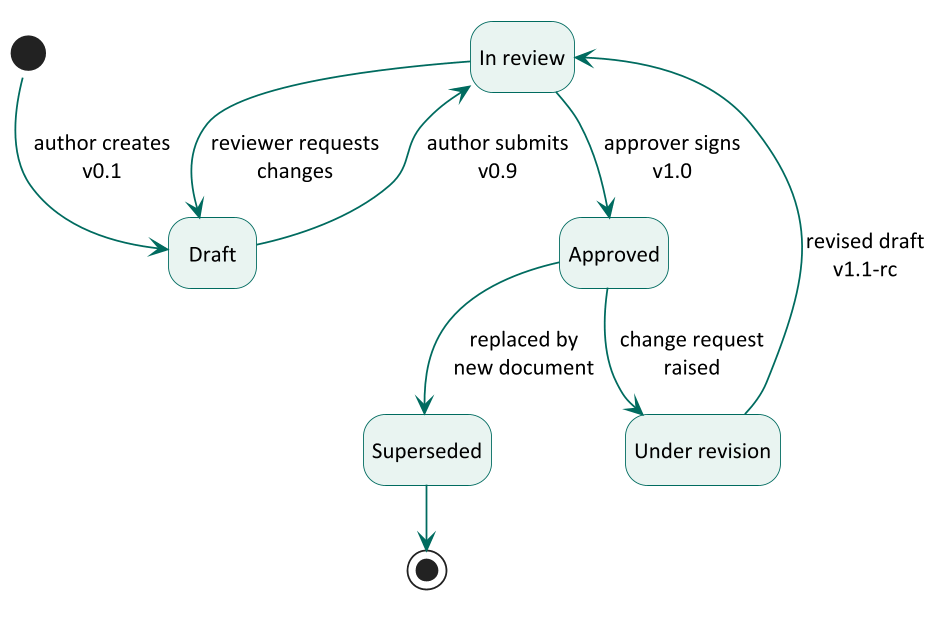 In review
author creates
v0.1
reviewer requests
changes
author submits
v0.9
approver signs
v1.0
Draft
Approved
revised draft
v1.1-rc
replaced by
new document
change request
raised
Superseded
Under revision